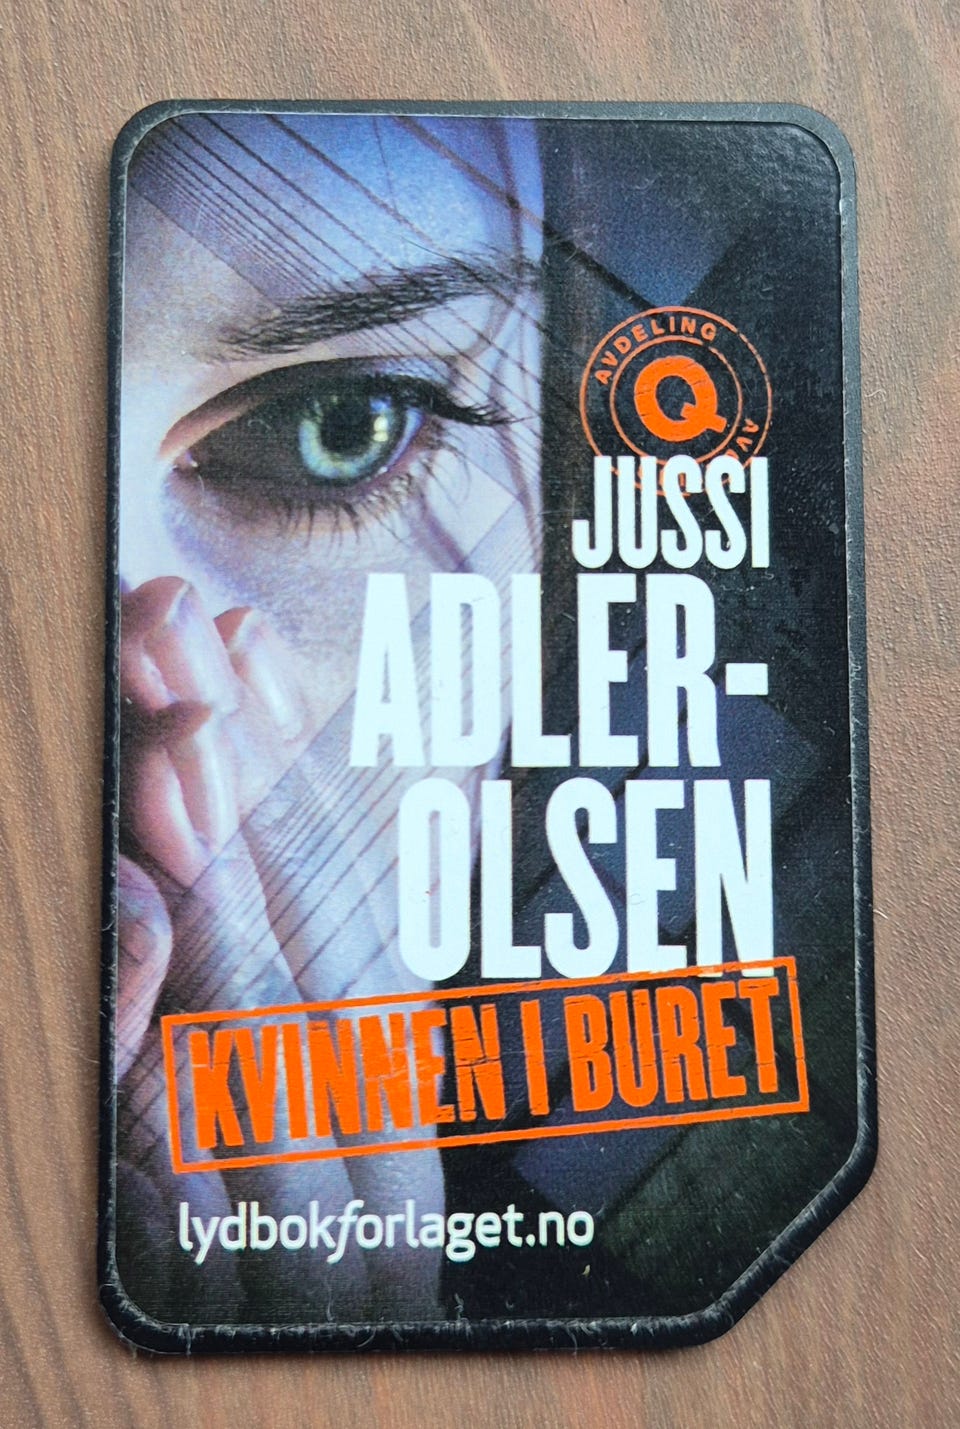 AVDELING
Q
JUSSI
ADLER-
OLSEN
KVINNEN I BURET
lydbokforlaget.no